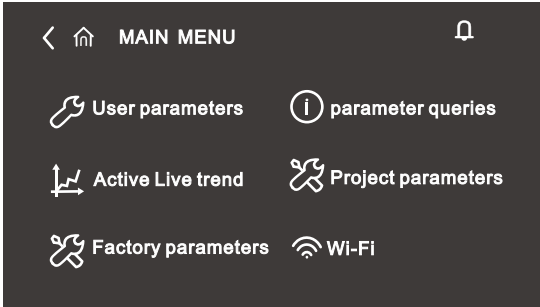 MAIN MENU
User parameters
parameter queries
Active Live trend
Project parameters
Factory parameters
Wi-Fi